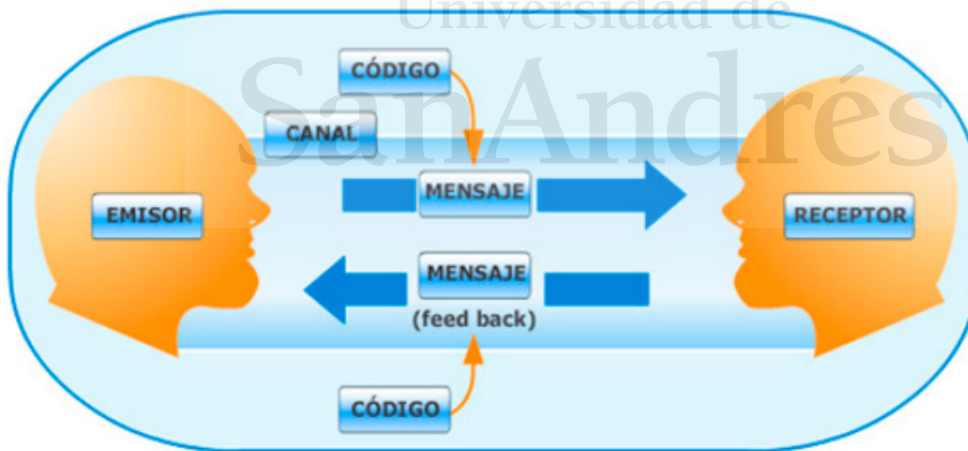 Universidad de
SanAndrés
CÓDIGO
CANAL
MENSAJE
EMISOR
RECEPTOR
MENSAJE
(feed back)
CÓDIGO